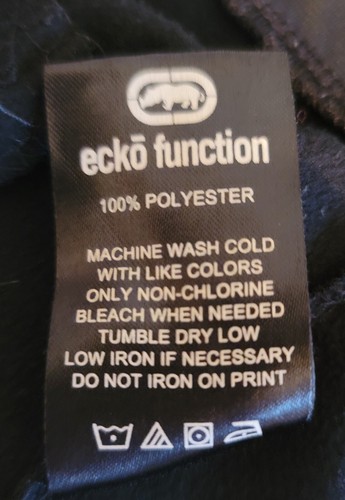 eckō function
100% POLYESTER
MACHINE WASH COLD
WITH LIKE COLORS
ONLY NON-CHLORINE
BLEACH WHEN NEEDED
TUMBLE DRY LOW
LOW IRON IF NECESSARY
DO NOT IRON ON PRINT